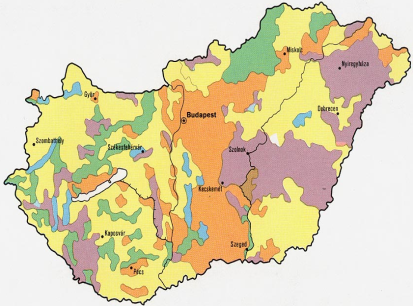 Miskolc
Nyíregyháza
Győr
Budapest
Debrecen
Szombathely
Székesfehérvár
Szolnok
Kecskemét
Kaposvár
Szeged
Pécs